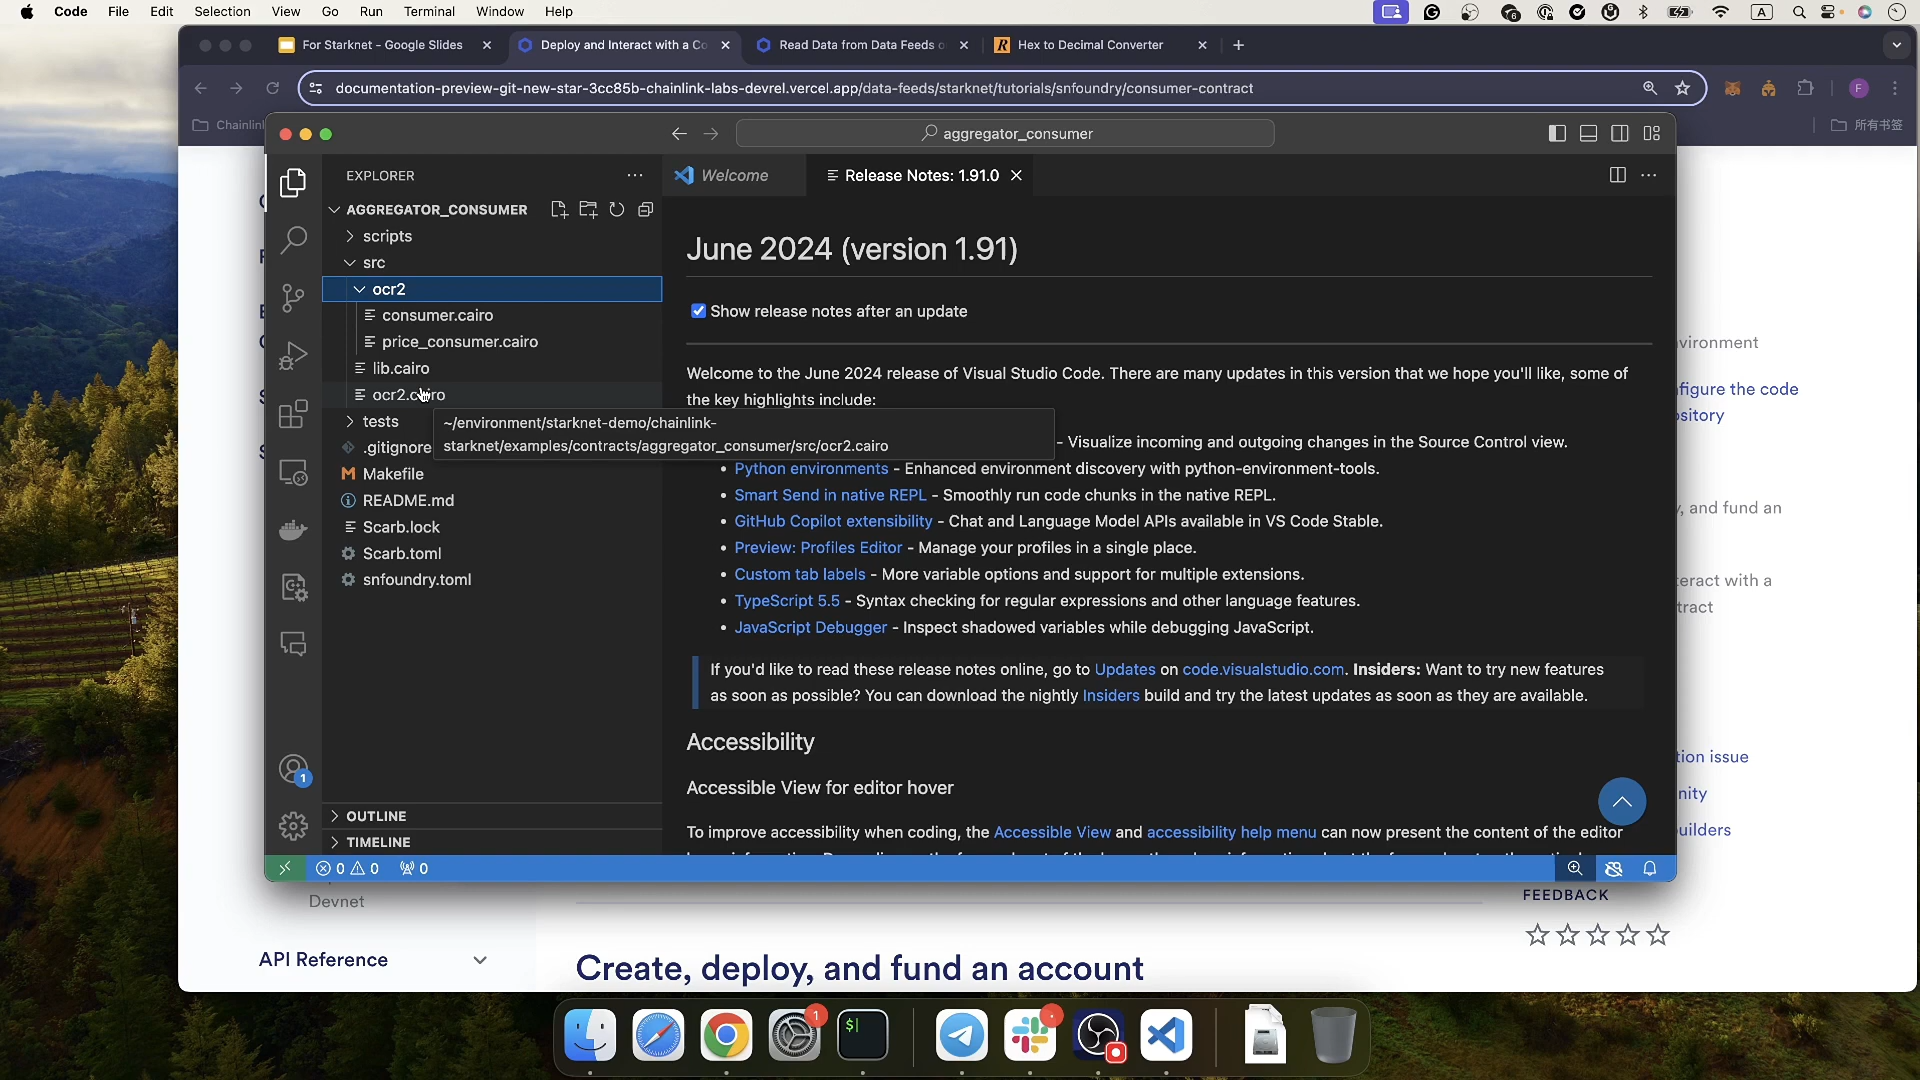 Code File Edit Selection View Go Run Terminal Window Help
For Starknet - Google Slides
Deploy and Interact with a Co
Read Data from Data Feeds o
Hex to Decimal Converter
documentation-preview-git-new-star-3cc85b-chainlink-labs-devrel.vercel.app/data-feeds/starknet/tutorials/snfoundry/consumer-contract
F
所有书签
aggregator_consumer
EXPLORER
Welcome
Release Notes: 1.91.0
AGGREGATOR_CONSUMER
scripts
src
ocr2
consumer.cairo
price_consumer.cairo
lib.cairo
tests
.gitignore
Makefile
README.md
Scarb.lock
Scarb.toml
snfoundry.toml
OUTLINE
TIMELINE
~/environment/starknet-demo/chainlink-
starknet/examples/contracts/aggregator_consumer/src/ocr2.cairo
June 2024 (version 1.91)
Show release notes after an update
Welcome to the June 2024 release of Visual Studio Code. There are many updates in this version that we hope you'll like, some of
the key highlights include:
- Visualize incoming and outgoing changes in the Source Control view.
• Python environments - Enhanced environment discovery with python-environment-tools.
• Smart Send in native REPL - Smoothly run code chunks in the native REPL.
• GitHub Copilot extensibility - Chat and Language Model APIs available in VS Code Stable.
• Preview: Profiles Editor - Manage your profiles in a single place.
• Custom tab labels - More variable options and support for multiple extensions.
• TypeScript 5.5 - Syntax checking for regular expressions and other language features.
• JavaScript Debugger - Inspect shadowed variables while debugging JavaScript.
If you'd like to read these release notes online, go to Updates on code.visualstudio.com. Insiders: Want to try new features
as soon as possible? You can download the nightly Insiders build and try the latest updates as soon as they are available.
Accessibility
Accessible View for editor hover
To improve accessibility when coding, the Accessible View and accessibility help menu can now present the content of the editor
0 0 0
1
figure the code
, and fund an
eract with a
tract
tion issue
FEEDBACK
Devnet
API Reference
Create, deploy, and fund an account
1